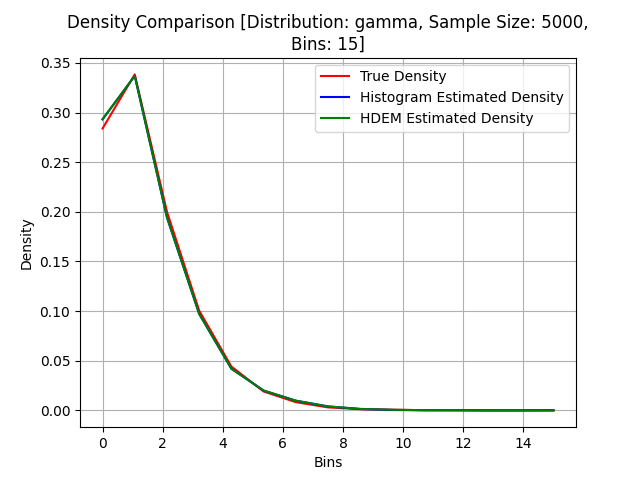 Density Comparison [Distribution: gamma, Sample Size: 5000,
Bins: 15]
True Density
Histogram Estimated Density
HDEM Estimated Density
Density
0.35
0.30
0.25
0.20
0.15
0.10
0.05
0.00
0 2 4 6 8 10 12 14
Bins